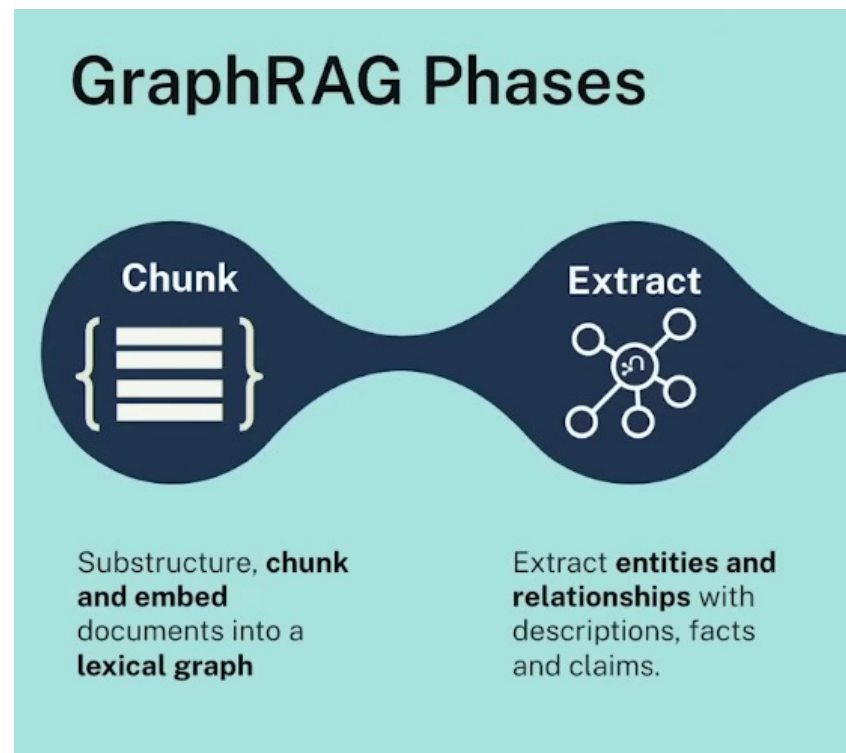 GraphRAG Phases
Chunk
Extract
Substructure, chunk
and embed
documents into a
lexical graph
Extract entities and
relationships with
descriptions, facts
and claims.